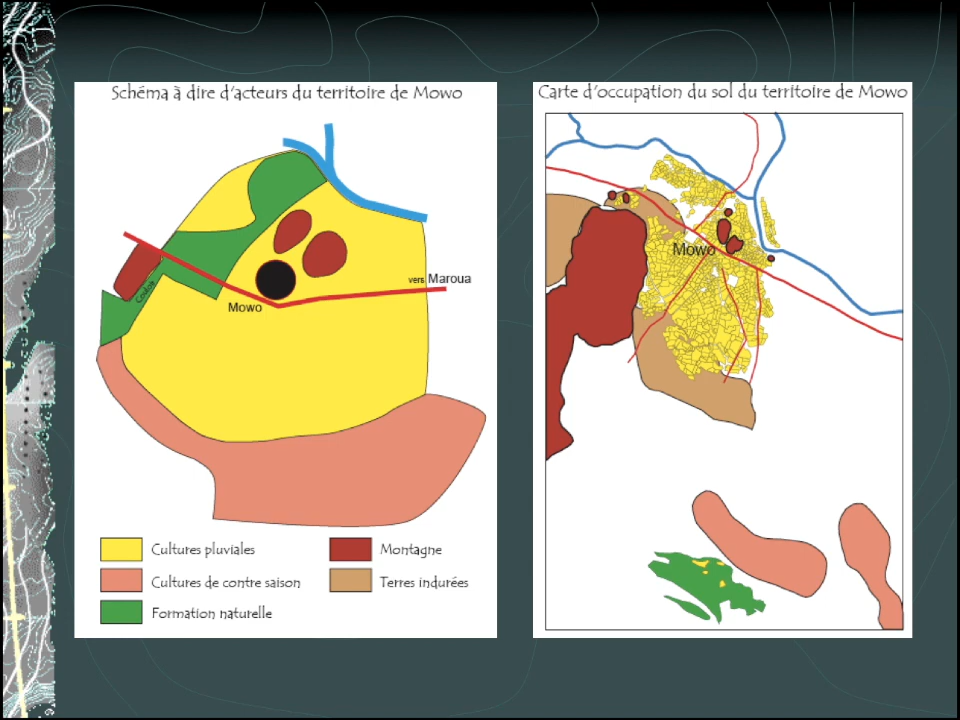 Schéma à dire d'acteurs du territoire de Mowo
vers Maroua
Mowo
Cultures pluviales
Montagne
Cultures de contre saison
Terres indurées
Formation naturelle
Carte d'occupation du sol du territoire de Mowo
Mowo